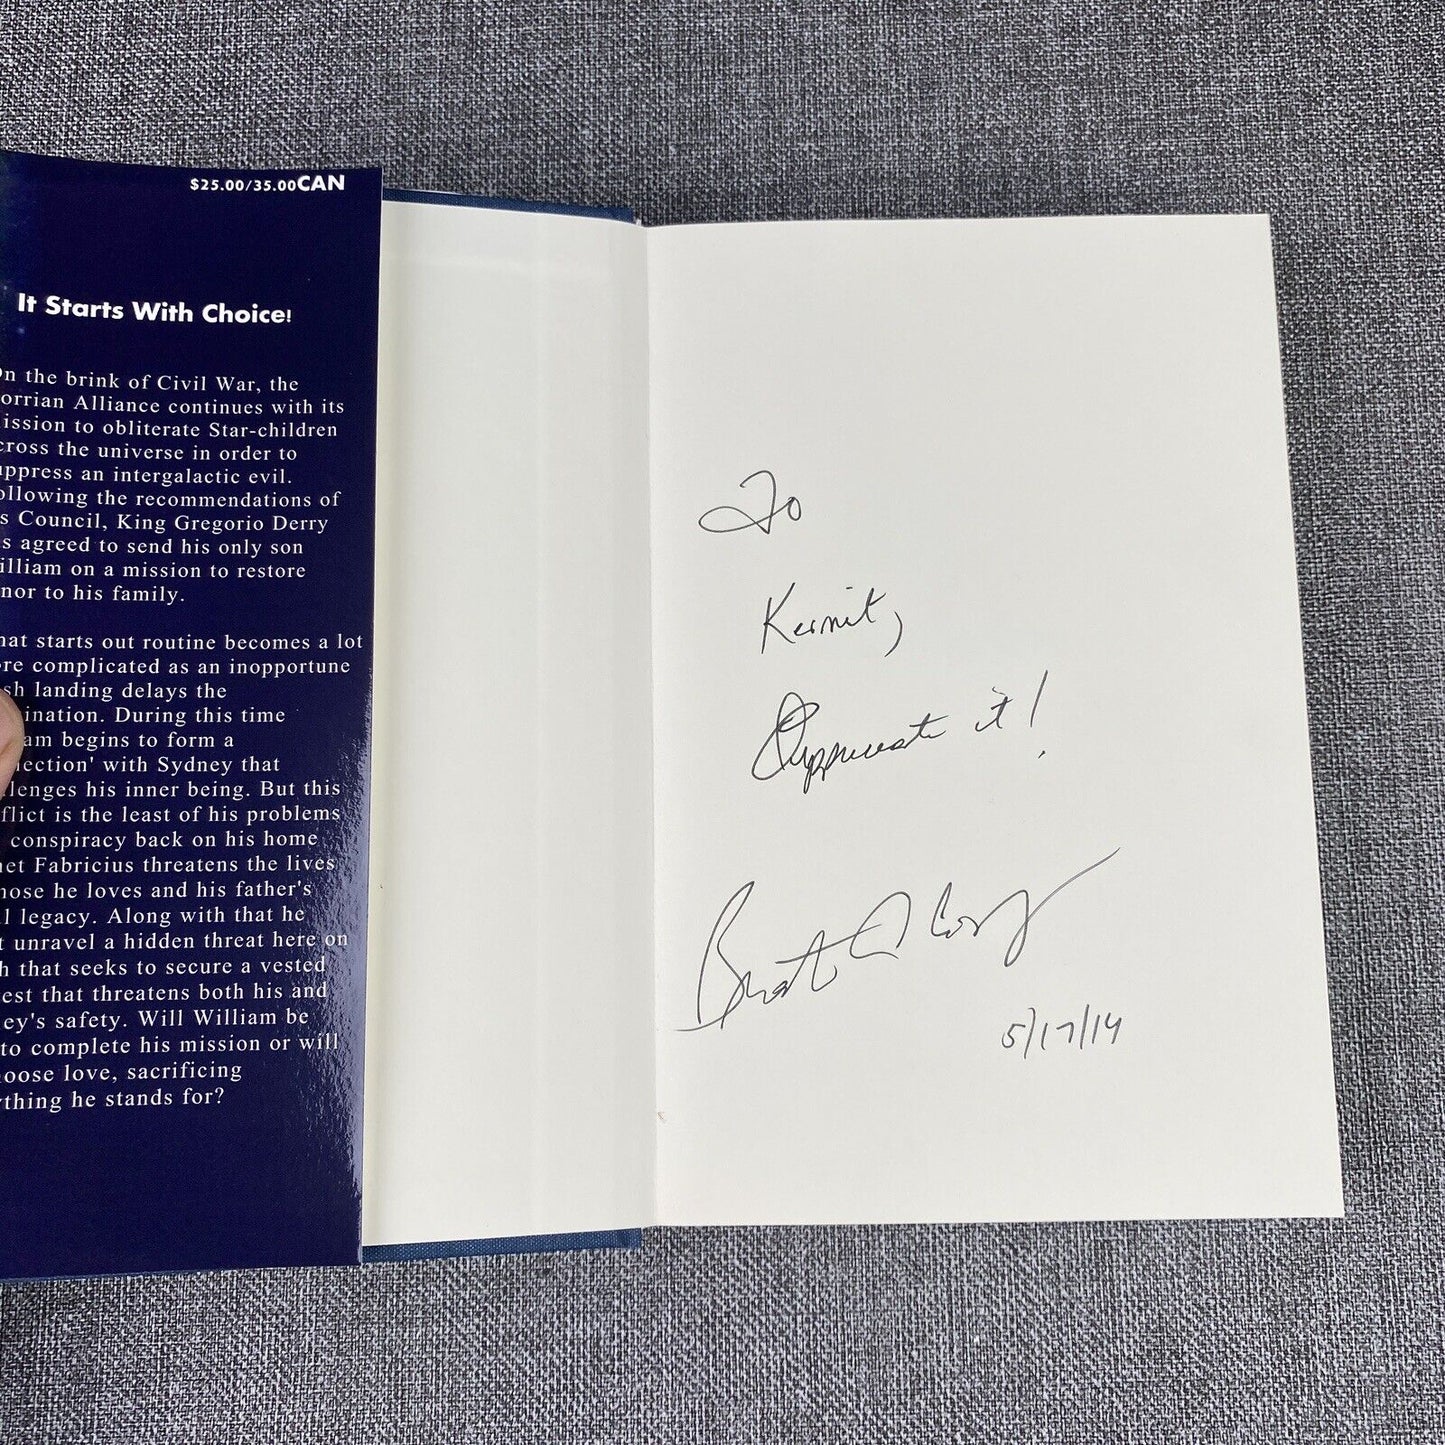 $25.00/35.00CAN
It Starts With Choice!
On the brink of Civil War, the
orrian Alliance continues with its
ission to obliterate Star-children
cross the universe in order to
uppress an intergalactic evil.
ollowing the recommendations of
s Council, King Gregorio Derry
s agreed to send his only son
illiam on a mission to restore
nor to his family.
hat starts out routine becomes a lot
re complicated as an inopportune
sh landing delays the
ination. During this time
am begins to form a
ection' with Sydney that
lenges his inner being. But this
flict is the least of his problems
conspiracy back on his home
net Fabricius threatens the lives
hose he loves and his father's
l legacy. Along with that he
t unravel a hidden threat here on
h that seeks to secure a vested
est that threatens both his and
ey's safety. Will William be
to complete his mission or will
oose love, sacrificing
ything he stands for?
To
Kermit,
Appreciate it!
5/17/14